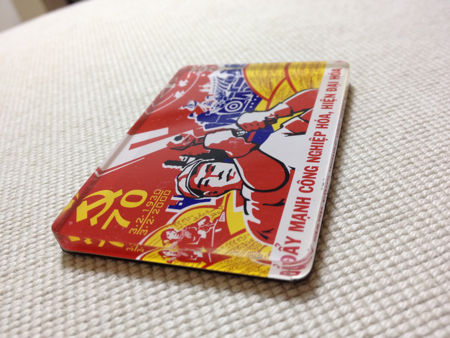 70
3.2.1930
3.2.2000
ĐẨY MẠNH CÔNG NGHIỆP HÓA, HIỆN ĐẠI HÓA